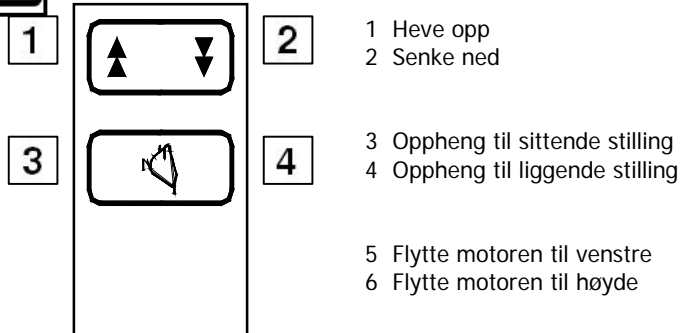 1
2
1 Heve opp
2 Senke ned
3
4
3 Oppheng til sittende stilling
4 Oppheng til liggende stilling
5 Flytte motoren til venstre
6 Flytte motoren til høyde